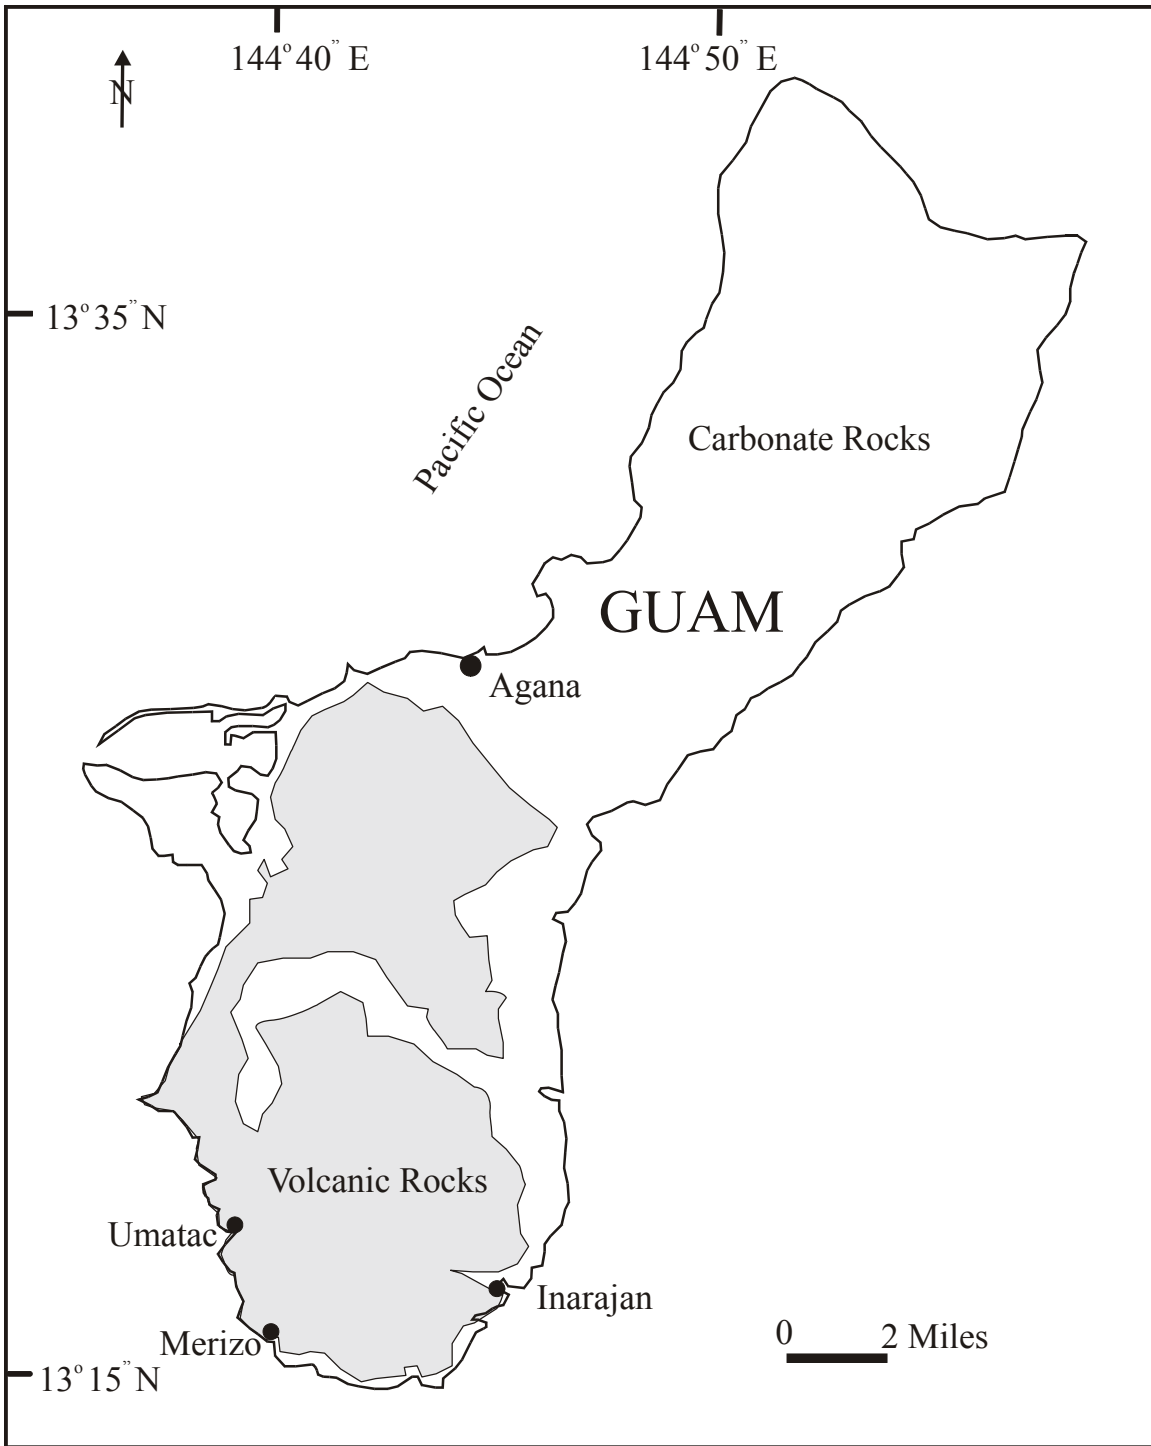 144°40” E
144°50” E
N
13°35” N
Pacific Ocean
Carbonate Rocks
GUAM
Agana
Volcanic Rocks
Umatac
Inarajan
Merizo
0 2 Miles
13°15” N